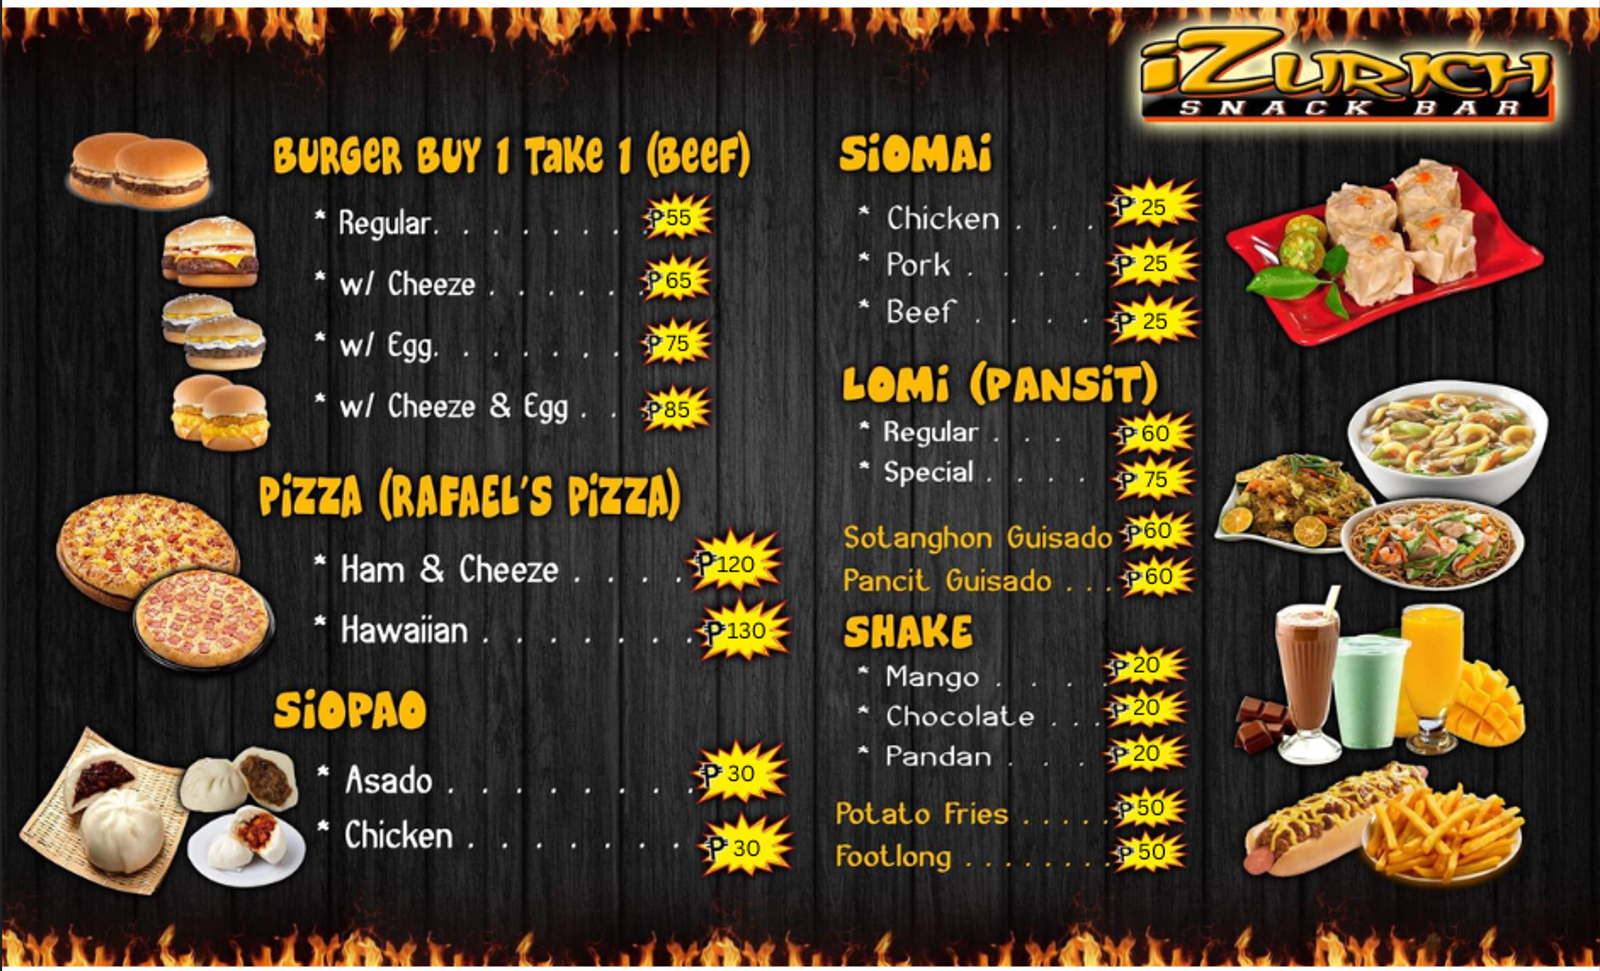 iZURICH
SNACK BAR
BURGER BUY 1 TAKE 1 (BEEF)
* Regular. . . . . . . ₱55
* w/ Cheeze . . . . . . ₱65
* w/ Egg. . . . . . . ₱75
* w/ Cheeze & Egg . . ₱85
PiZZA (RAFAEL'S PiZZA)
* Ham & Cheeze . . . . ₱120
* Hawaiian . . . . . . . ₱130
SiOPAO
* Asado . . . . . . . . ₱30
* Chicken . . . . . . . ₱30
SiOMAi
* Chicken . . . ₱25
* Pork . . . . ₱25
* Beef . . . . ₱25
LOMi (PANSiT)
* Regular . . . ₱60
* Special . . . . ₱75
Sotanghon Guisado ₱60
Pancit Guisado . . . ₱60
SHAKE
* Mango . . . . ₱20
* Chocolate . . . ₱20
* Pandan . . . ₱20
Potato Fries . . . . . ₱50
Footlong . . . . . . . . ₱50